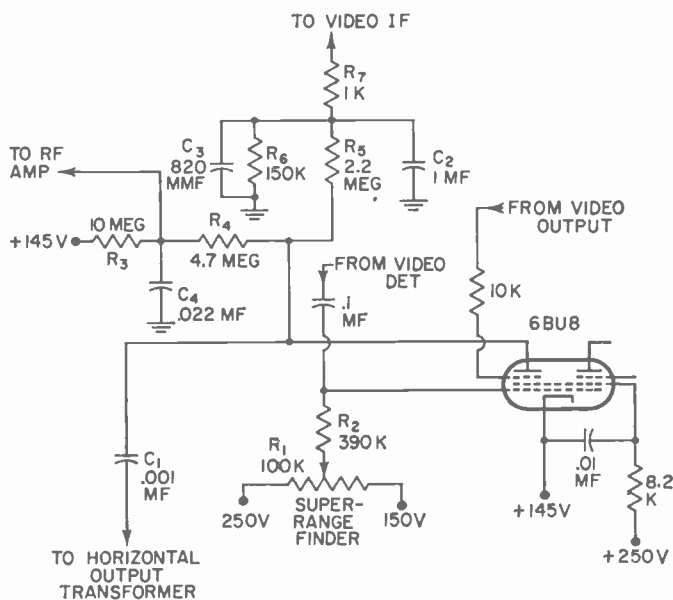 TO VIDEO IF
R7
1 K
C3
820
MMF
R6
150K
R5
2.2
MEG
C2
1 MF
TO RF
AMP
10 MEG
R4
+145V
R3
4.7 MEG
C4
.022 MF
FROM VIDEO
OUTPUT
FROM VIDEO
DET
.1
MF
10K
6BU8
C1
.001
MF
R2
390K
R1
100K
250V
SUPER-
RANGE
FINDER
150V
.01
MF
8.2
K
+145V
+250V
TO HORIZONTAL
OUTPUT
TRANSFORMER